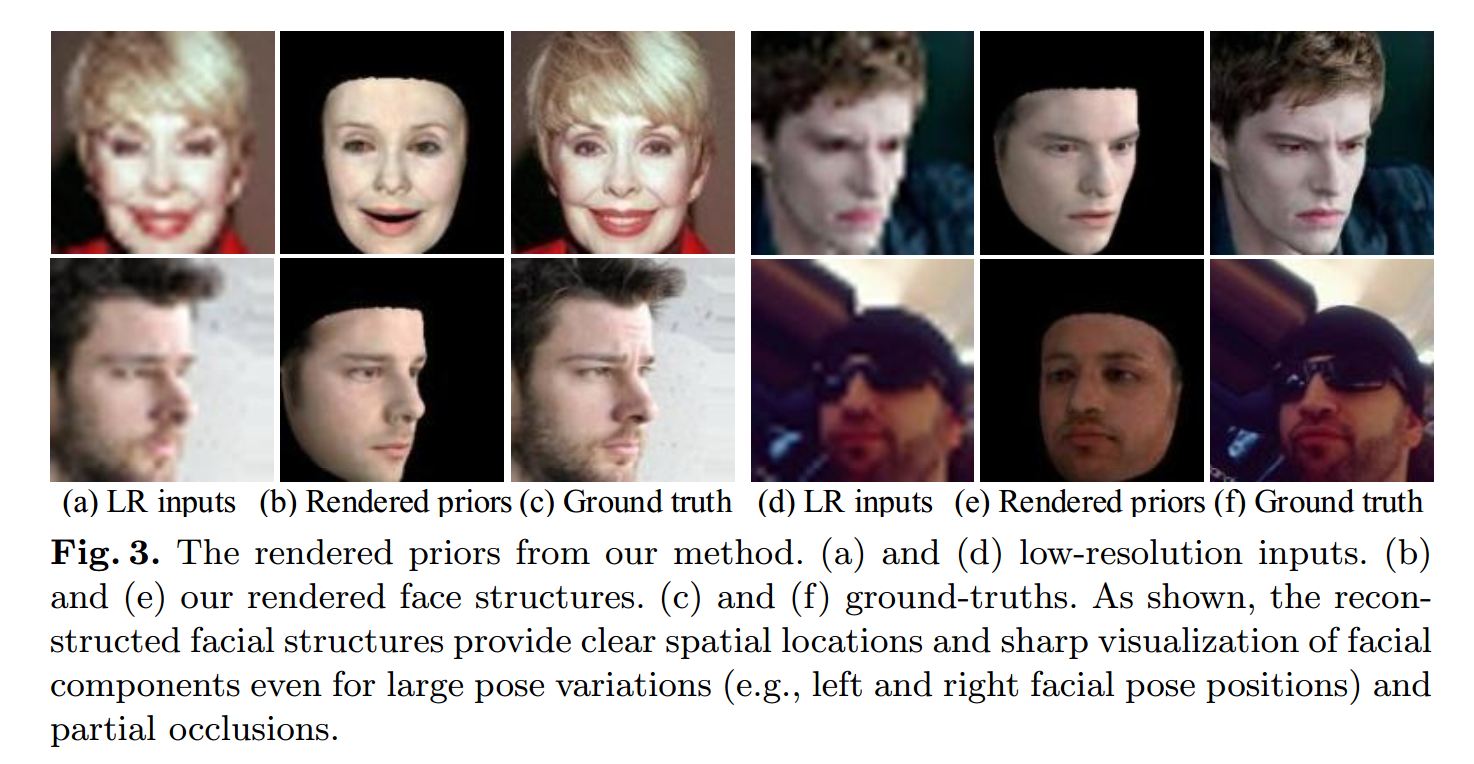 (a) LR inputs (b) Rendered priors (c) Ground truth (d) LR inputs (e) Rendered priors (f) Ground truth
Fig. 3. The rendered priors from our method. (a) and (d) low-resolution inputs. (b)
and (e) our rendered face structures. (c) and (f) ground-truths. As shown, the recon-
structed facial structures provide clear spatial locations and sharp visualization of facial
components even for large pose variations (e.g., left and right facial pose positions) and
partial occlusions.